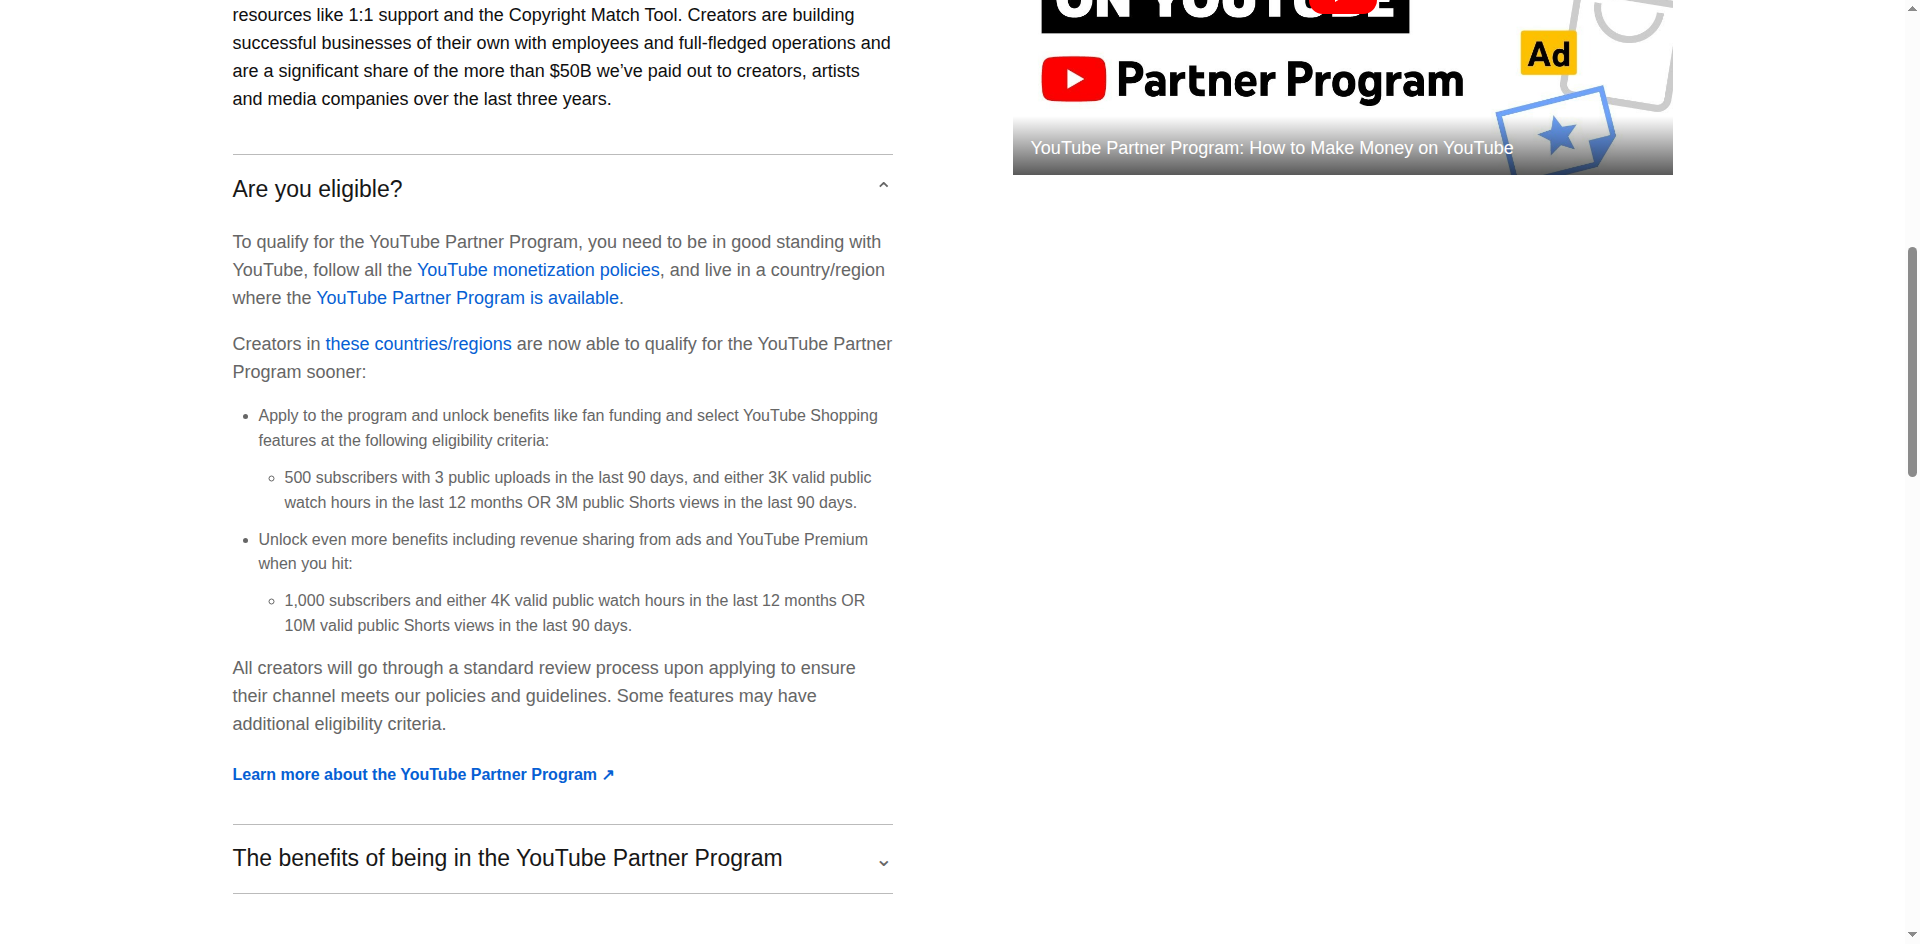 resources like 1:1 support and the Copyright Match Tool. Creators are building
successful businesses of their own with employees and full-fledged operations and
are a significant share of the more than $50B we’ve paid out to creators, artists
and media companies over the last three years.
Are you eligible?
To qualify for the YouTube Partner Program, you need to be in good standing with
YouTube, follow all the YouTube monetization policies, and live in a country/region
where the YouTube Partner Program is available.
Creators in these countries/regions are now able to qualify for the YouTube Partner
Program sooner:
Apply to the program and unlock benefits like fan funding and select YouTube Shopping
features at the following eligibility criteria:
500 subscribers with 3 public uploads in the last 90 days, and either 3K valid public
watch hours in the last 12 months OR 3M public Shorts views in the last 90 days.
Unlock even more benefits including revenue sharing from ads and YouTube Premium
when you hit:
1,000 subscribers and either 4K valid public watch hours in the last 12 months OR
10M valid public Shorts views in the last 90 days.
All creators will go through a standard review process upon applying to ensure
their channel meets our policies and guidelines. Some features may have
additional eligibility criteria.
Learn more about the YouTube Partner Program ↗
The benefits of being in the YouTube Partner Program
ON YOUTUBE
Ad
Partner Program
YouTube Partner Program: How to Make Money on YouTube